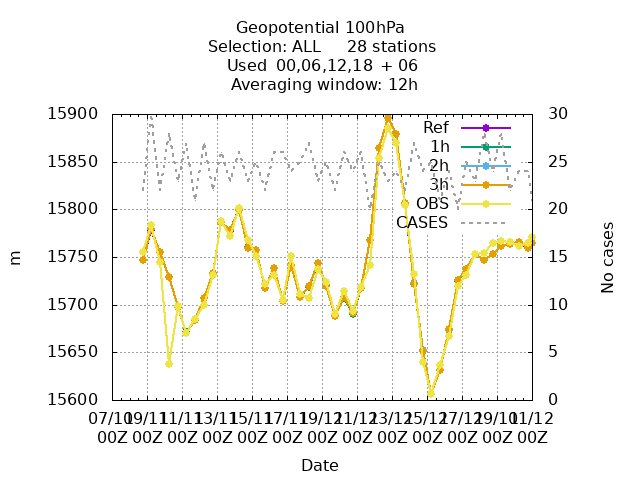 Geopotential 100hPa
Selection: ALL 28 stations
Used 00,06,12,18 + 06
Averaging window: 12h
15900
15850
15800
15750
15700
15650
15600
m
30
25
20
15
10
5
0
No cases
Ref
1h
2h
3h
OBS
CASES
07/11 09/11 11/11 13/11 15/11 17/11 19/11 21/11 23/11 25/11 27/11 29/11 01/12
00Z 00Z 00Z 00Z 00Z 00Z 00Z 00Z 00Z 00Z 00Z 00Z 00Z
Date